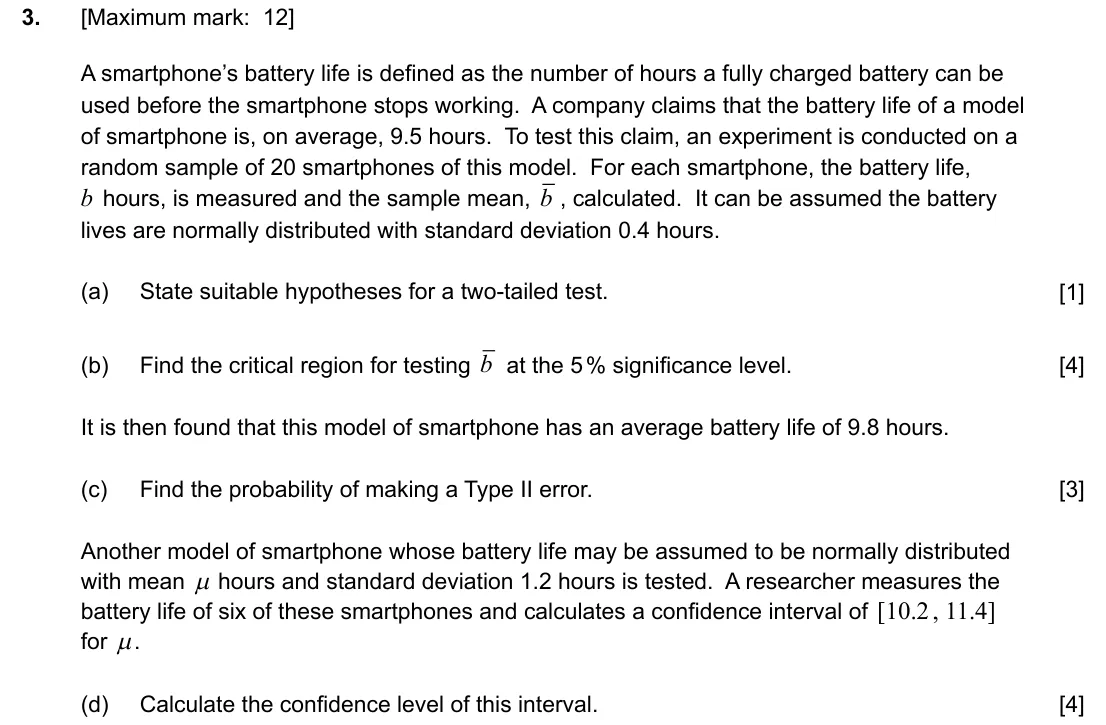 3. [Maximum mark: 12]
A smartphone's battery life is defined as the number of hours a fully charged battery can be
used before the smartphone stops working. A company claims that the battery life of a model
of smartphone is, on average, 9.5 hours. To test this claim, an experiment is conducted on a
random sample of 20 smartphones of this model. For each smartphone, the battery life,
b hours, is measured and the sample mean, b̅, calculated. It can be assumed the battery
lives are normally distributed with standard deviation 0.4 hours.
(a) State suitable hypotheses for a two-tailed test. [1]
(b) Find the critical region for testing b̅ at the 5% significance level. [4]
It is then found that this model of smartphone has an average battery life of 9.8 hours.
(c) Find the probability of making a Type II error. [3]
Another model of smartphone whose battery life may be assumed to be normally distributed
with mean μ hours and standard deviation 1.2 hours is tested. A researcher measures the
battery life of six of these smartphones and calculates a confidence interval of [10.2, 11.4]
for μ.
(d) Calculate the confidence level of this interval. [4]